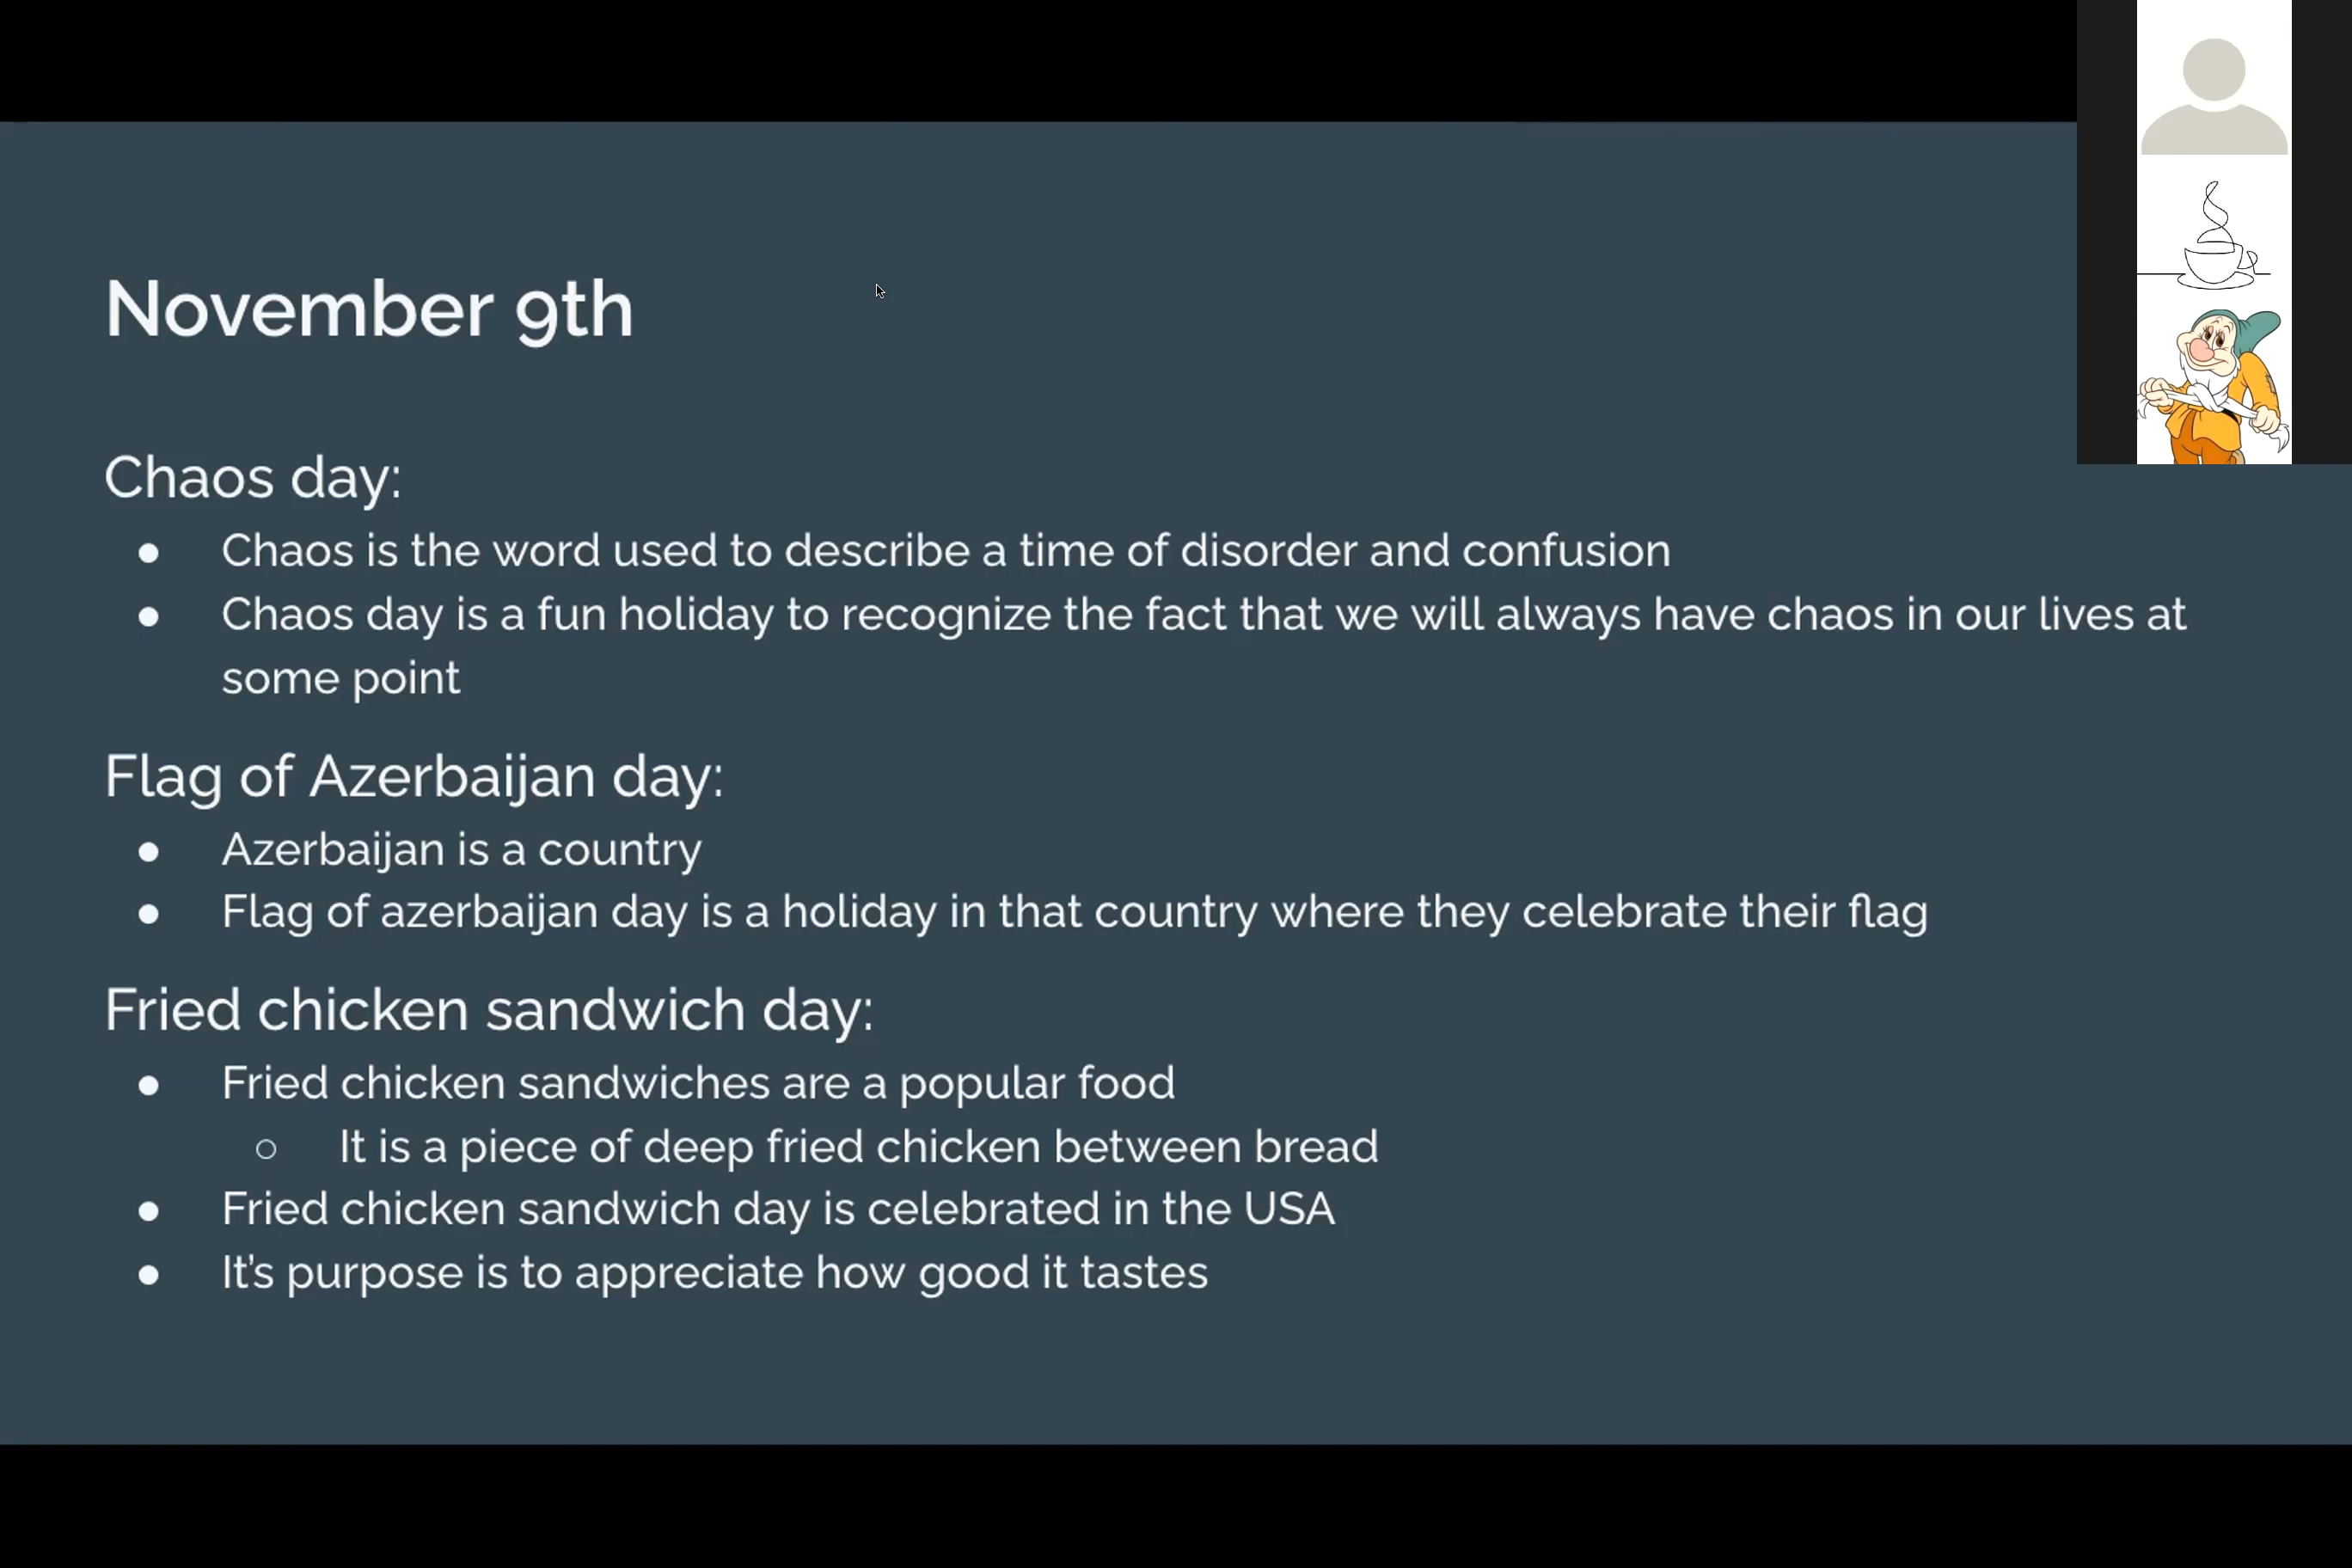 November 9th
Chaos day:
● Chaos is the word used to describe a time of disorder and confusion
● Chaos day is a fun holiday to recognize the fact that we will always have chaos in our lives at
some point
Flag of Azerbaijan day:
● Azerbaijan is a country
● Flag of azerbaijan day is a holiday in that country where they celebrate their flag
Fried chicken sandwich day:
● Fried chicken sandwiches are a popular food
○ It is a piece of deep fried chicken between bread
● Fried chicken sandwich day is celebrated in the USA
● It’s purpose is to appreciate how good it tastes